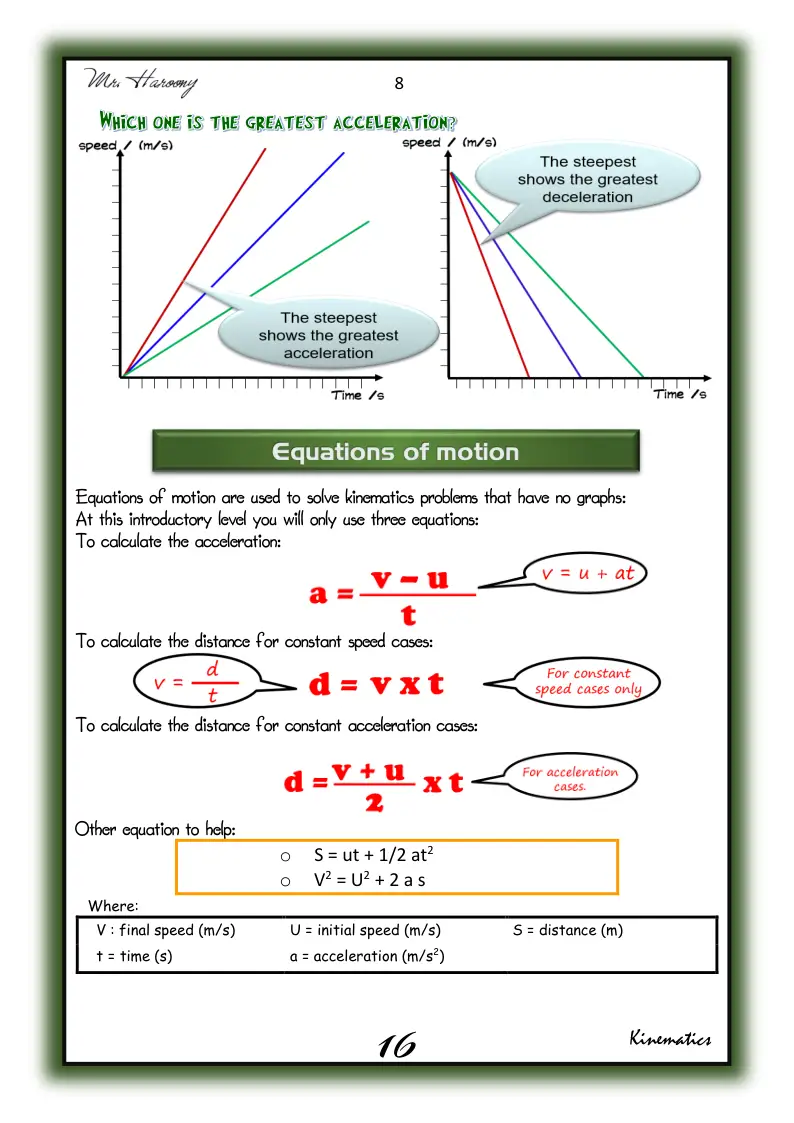 Mr. Haroony
8
Which one is the greatest acceleration?
speed / (m/s)
The steepest
shows the greatest
acceleration
Time /s
speed / (m/s)
The steepest
shows the greatest
deceleration
Time /s
Equations of motion
Equations of motion are used to solve kinematics problems that have no graphs:
At this introductory level you will only use three equations:
To calculate the acceleration:
a = (v – u) / t
v = u + at
To calculate the distance for constant speed cases:
v = d / t
d = v x t
For constant
speed cases only
To calculate the distance for constant acceleration cases:
d = (v + u) / 2 x t
For acceleration
cases.
Other equation to help:
o S = ut + 1/2 at²
o V² = U² + 2 a s
Where:
V : final speed (m/s) U = initial speed (m/s) S = distance (m)
t = time (s) a = acceleration (m/s²)
16
Kinematics